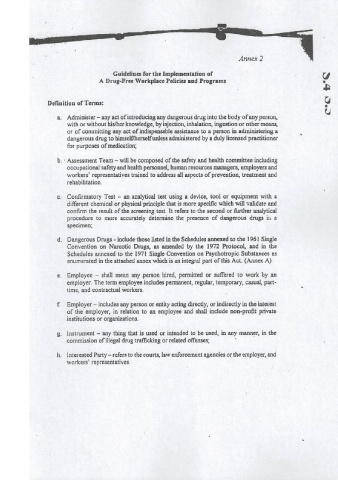 Annex 2
Guidelines for the Implementation of
A Drug-Free Workplace Policies and Programs
Definition of Terms:
a. Administer – any act of introducing any dangerous drug into the body of any person,
with or without his/her knowledge, by injection, inhalation, ingestion or other means,
or of committing any act of indispensable assistance to a person in administering a
dangerous drug to himself/herself unless administered by a duly licensed practitioner
for purposes of medication;
b. Assessment Team – will be composed of the safety and health committee including
occupational safety and health personnel, human resources managers, employers and
workers' representatives trained to address all aspects of prevention, treatment and
rehabilitation.
c. Confirmatory Test – an analytical test using a device, tool or equipment with a
different chemical or physical principle that is more specific which will validate and
confirm the result of the screening test. It refers to the second or further analytical
procedure to more accurately determine the presence of dangerous drugs in a
specimen;
d. Dangerous Drugs - include those listed in the Schedules annexed to the 1961 Single
Convention on Narcotic Drugs, as amended by the 1972 Protocol, and in the
Schedules annexed to the 1971 Single Convention on Psychotropic Substances as
enumerated in the attached annex which is an integral part of this Act. (Annex A)
e. Employee – shall mean any person hired, permitted or suffered to work by an
employer. The term employee includes permanent, regular, temporary, casual, part-
time, and contractual workers.
f. Employer – includes any person or entity acting directly, or indirectly in the interest
of the employer, in relation to an employee and shall include non-profit private
institutions or organizations.
g. Instrument – any thing that is used or intended to be used, in any manner, in the
commission of illegal drug trafficking or related offenses;
h. Interested Party – refers to the courts, law enforcement agencies or the employer, and
workers' representatives